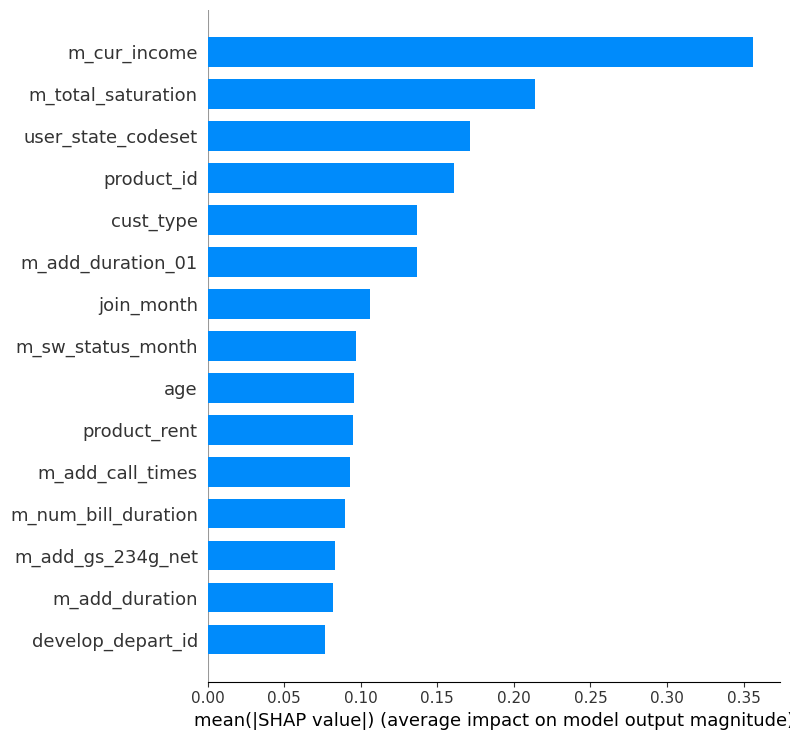 m_cur_income
m_total_saturation
user_state_codeset
product_id
cust_type
m_add_duration_01
join_month
m_sw_status_month
age
product_rent
m_add_call_times
m_num_bill_duration
m_add_gs_234g_net
m_add_duration
develop_depart_id
0.00 0.05 0.10 0.15 0.20 0.25 0.30 0.35
mean(|SHAP value|) (average impact on model output magnitude)